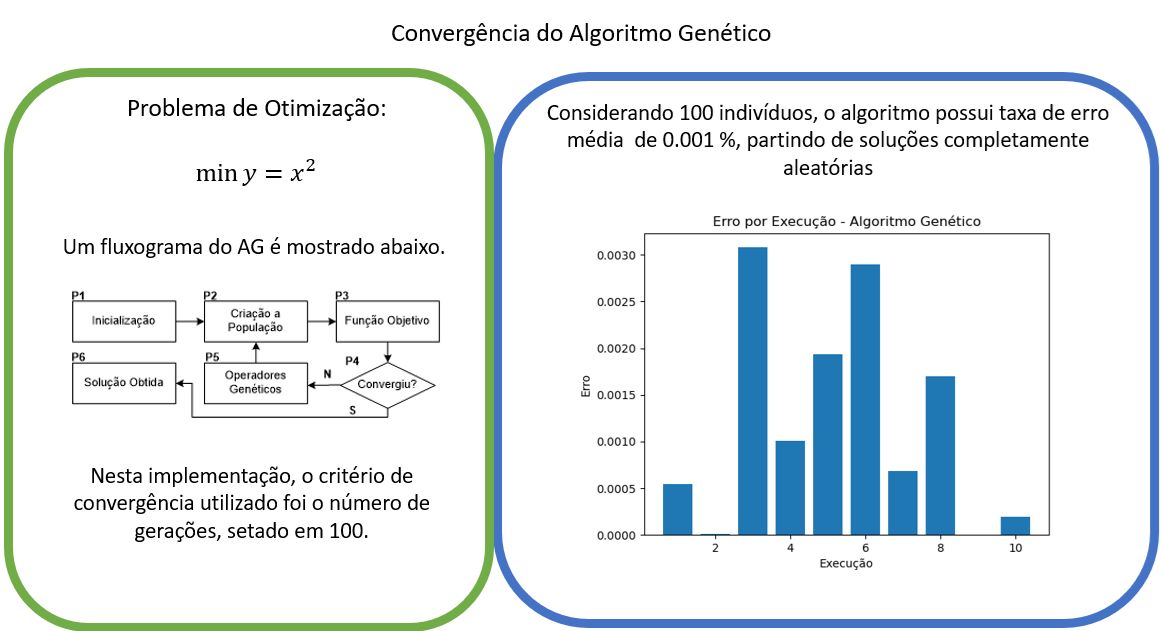 Convergência do Algoritmo Genético
Problema de Otimização:
min y = x²
Um fluxograma do AG é mostrado abaixo.
P1
Inicialização
P2
Criação a
População
P3
Função Objetivo
P6
Solução Obtida
P5
Operadores
Genéticos
N
P4
Convergiu?
S
Nesta implementação, o critério de
convergência utilizado foi o número de
gerações, setado em 100.
Considerando 100 indivíduos, o algoritmo possui taxa de erro
média de 0.001 %, partindo de soluções completamente
aleatórias
Erro por Execução - Algoritmo Genético
0.0030
0.0025
0.0020
0.0015
0.0010
0.0005
0.0000
Erro
2 4 6 8 10
Execução